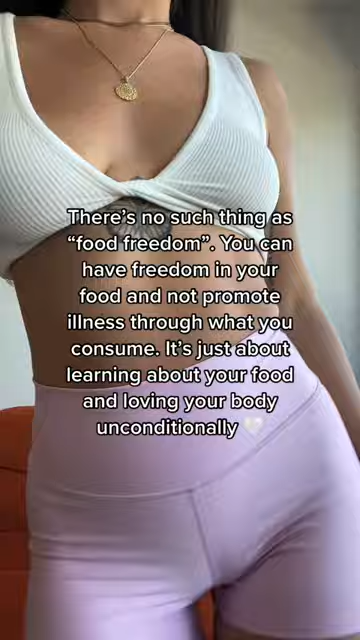 There's no such thing as
“food freedom”. You can
have freedom in your
food and not promote
illness through what you
consume. It's just about
learning about your food
and loving your body
unconditionally 🤍